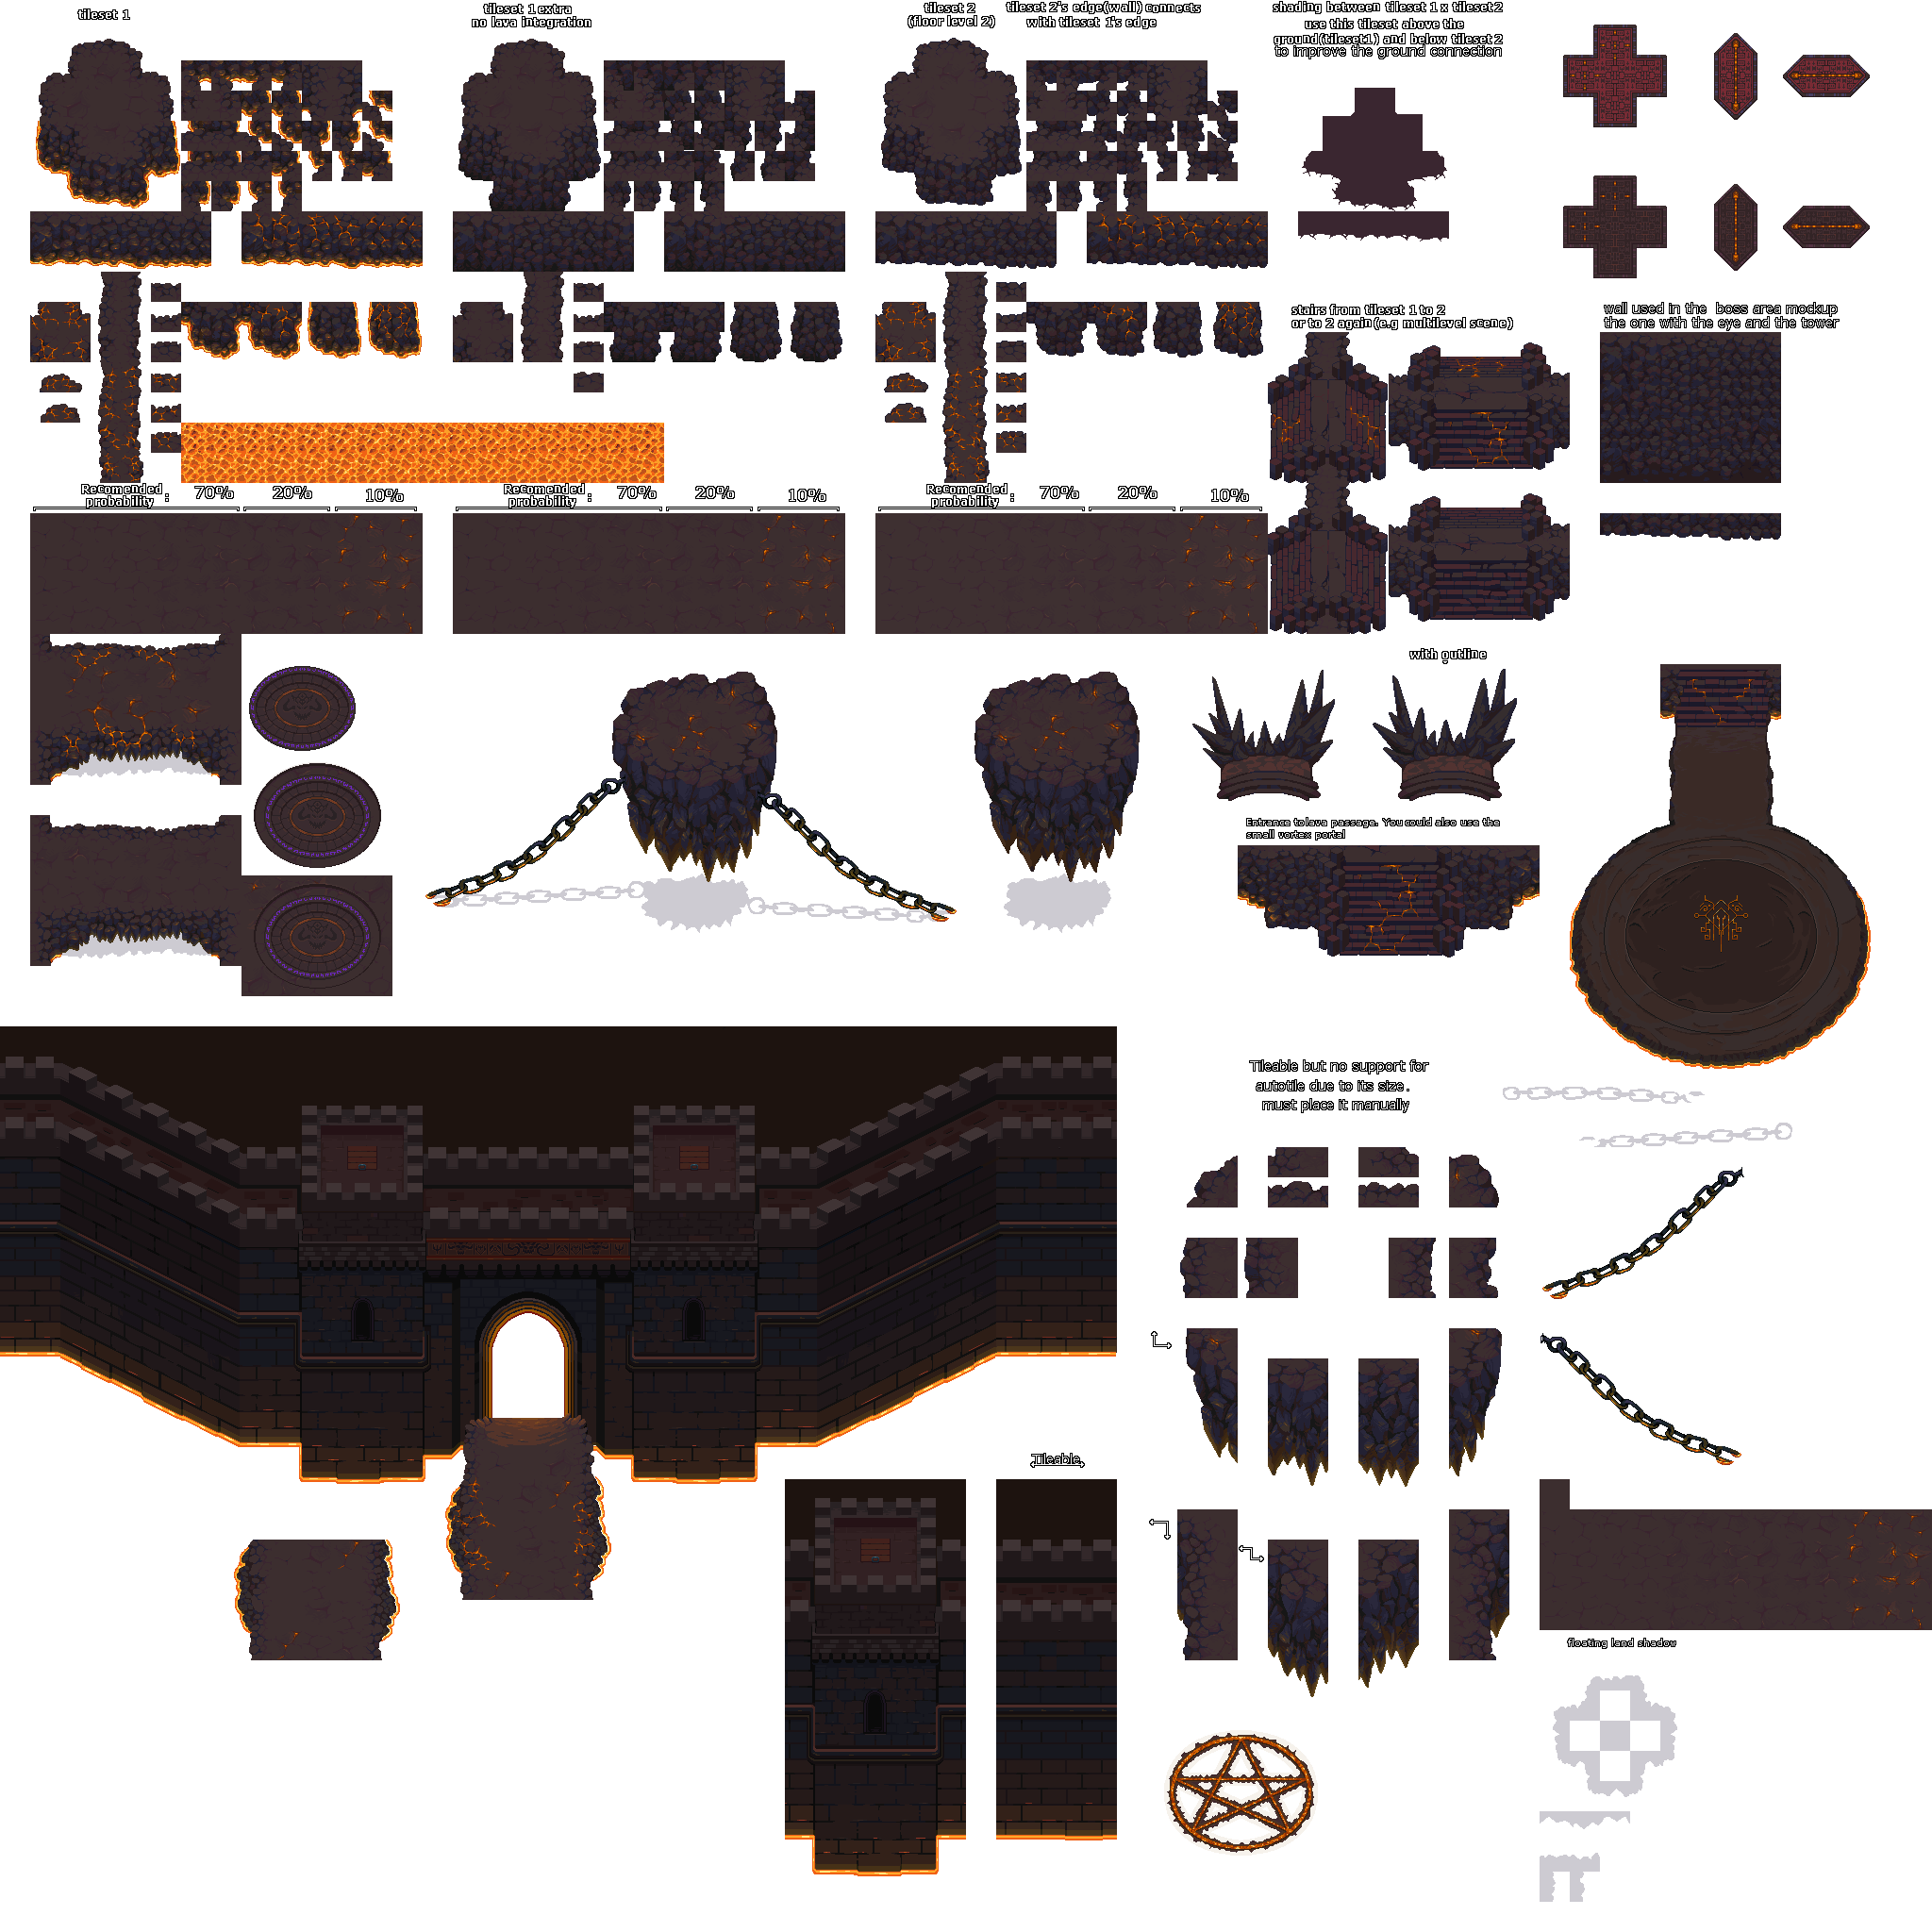 tileset 1
tileset 1 extra
no lava integration
tileset 2
(floor level 2)
tileset 2's edge(wall) connects
with tileset 1's edge
shading between tileset 1 x tileset2
use this tileset above the
ground(tileset1) and below tileset 2
to improve the ground connection
stairs from tileset 1 to 2
or to 2 again(e.g multilevel scene)
wall used in the boss area mockup
the one with the eye and the tower
Recomended
probability : 70% 20% 10%
Recomended
probability : 70% 20% 10%
Recomended
probability : 70% 20% 10%
with outline
Entrance to lava passage. You could also use the
small vortex portal
Tileable but no support for
autotile due to its size.
must place it manually
Tileable
floating land shadow